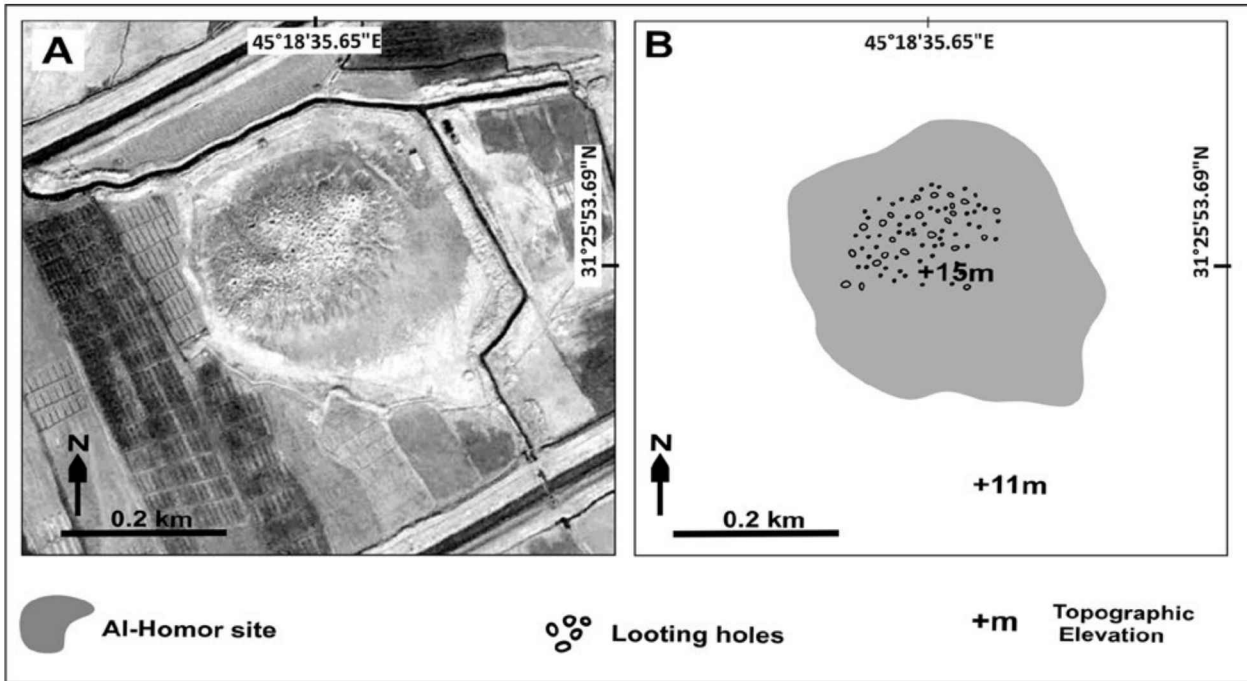 A
45°18'35.65"E
31°25'53.69"N
N
0.2 km
B
45°18'35.65"E
31°25'53.69"N
+15m
+11m
N
0.2 km
Al-Homor site
Looting holes
+m Topographic
Elevation